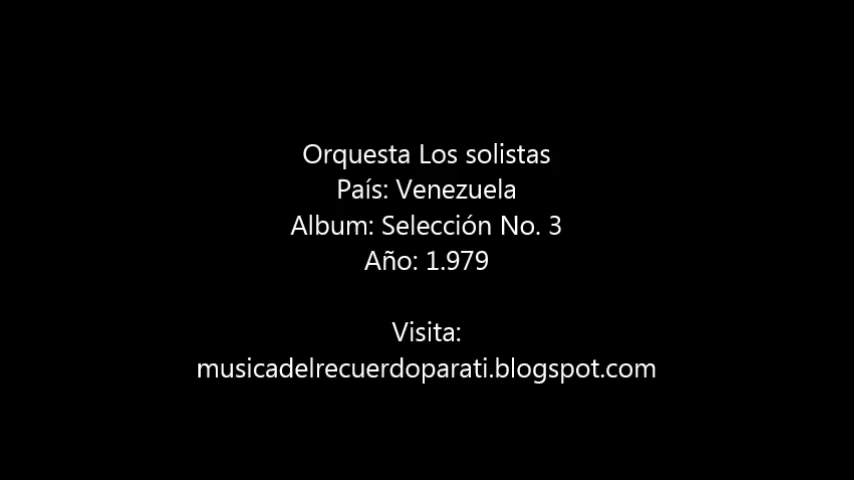 Orquesta Los solistas
País: Venezuela
Album: Selección No. 3
Año: 1.979
Visita:
musicadelrecuerdoparati.blogspot.com